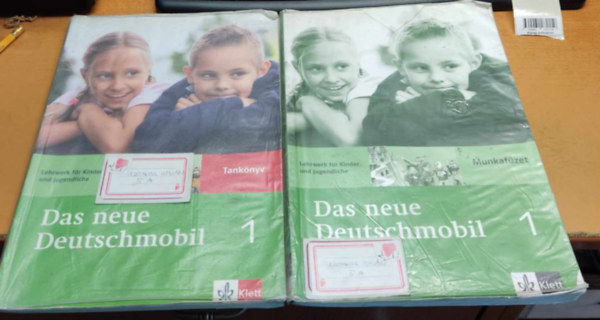 Lehrwerk für Kinder
und Jugendliche
Tankönyv
Das neue
Deutschmobil 1
Klett
Lehrwerk für Kinder
und Jugendliche
Munkafüzet
Das neue
Deutschmobil 1
Klett